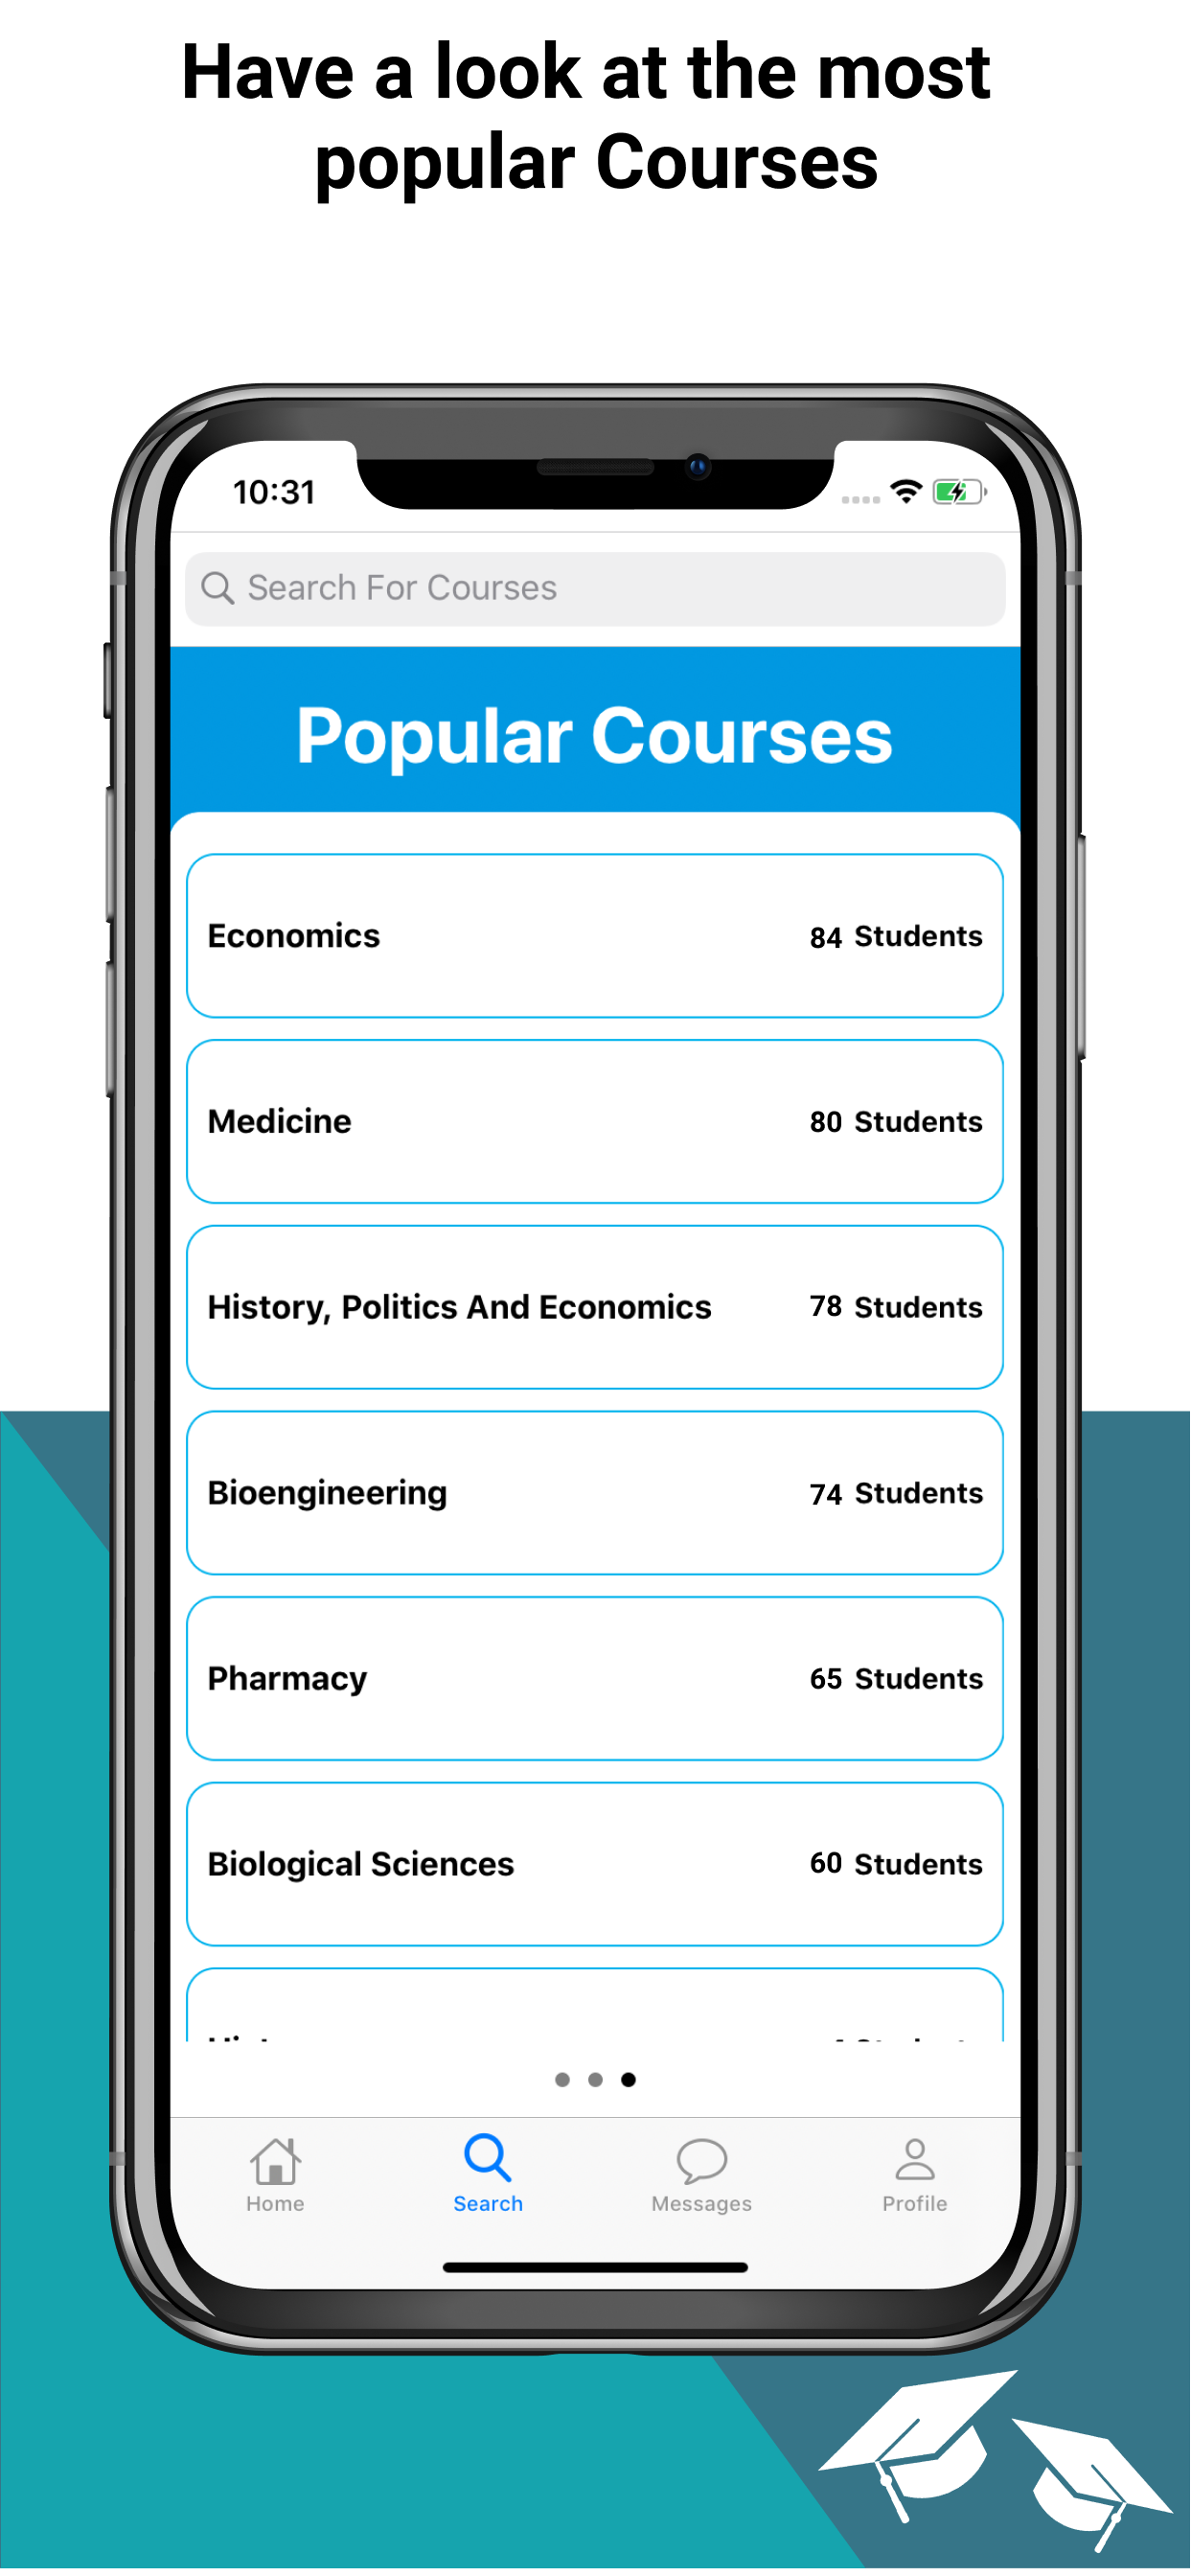 Have a look at the most
popular Courses
10:31
Search For Courses
Popular Courses
Economics 84 Students
Medicine 80 Students
History, Politics And Economics 78 Students
Bioengineering 74 Students
Pharmacy 65 Students
Biological Sciences 60 Students
Home Search Messages Profile